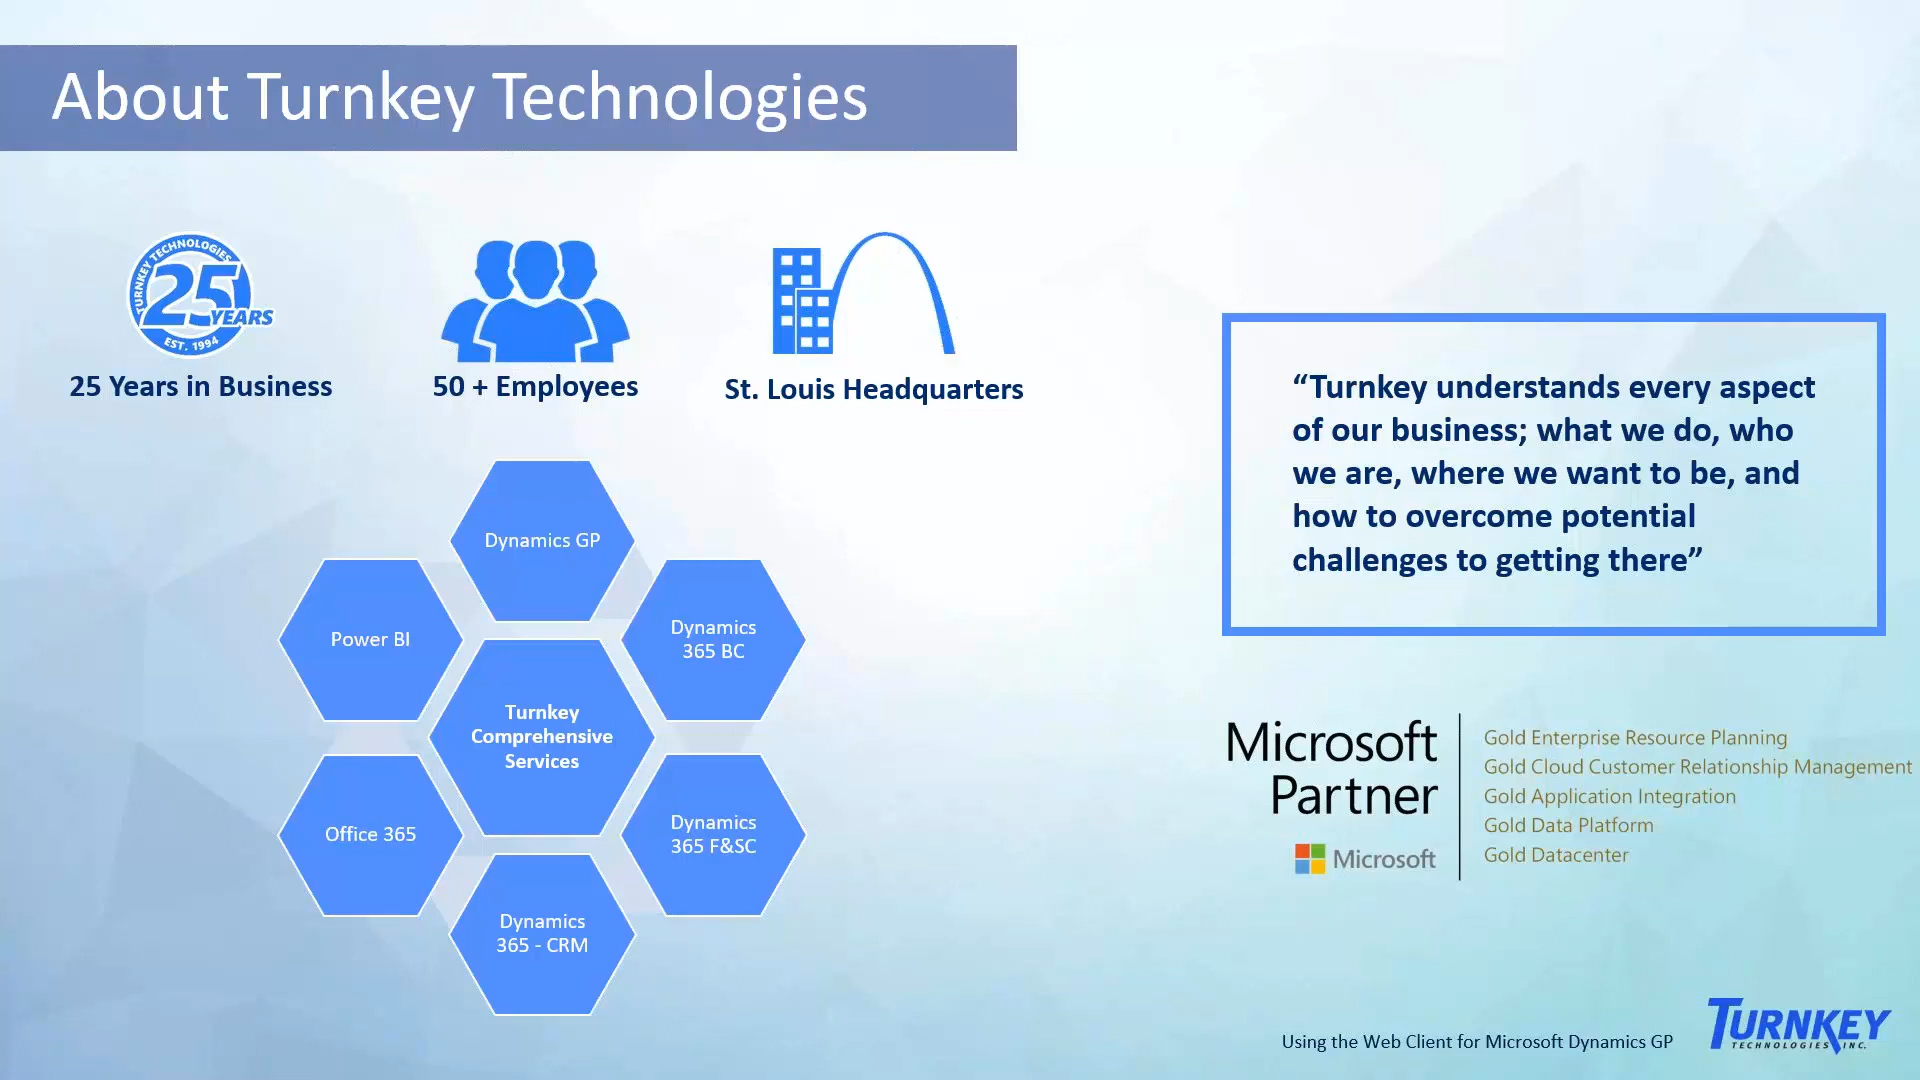 About Turnkey Technologies
TURNKEY TECHNOLOGIES
25
YEARS
EST. 1994
25 Years in Business
50 + Employees
St. Louis Headquarters
“Turnkey understands every aspect
of our business; what we do, who
we are, where we want to be, and
how to overcome potential
challenges to getting there”
Dynamics GP
Power BI
Dynamics
365 BC
Turnkey
Comprehensive
Services
Office 365
Dynamics
365 F&SC
Dynamics
365 - CRM
Microsoft
Partner
Microsoft
Gold Enterprise Resource Planning
Gold Cloud Customer Relationship Management
Gold Application Integration
Gold Data Platform
Gold Datacenter
Using the Web Client for Microsoft Dynamics GP
TURNKEY
TECHNOLOGIES INC.